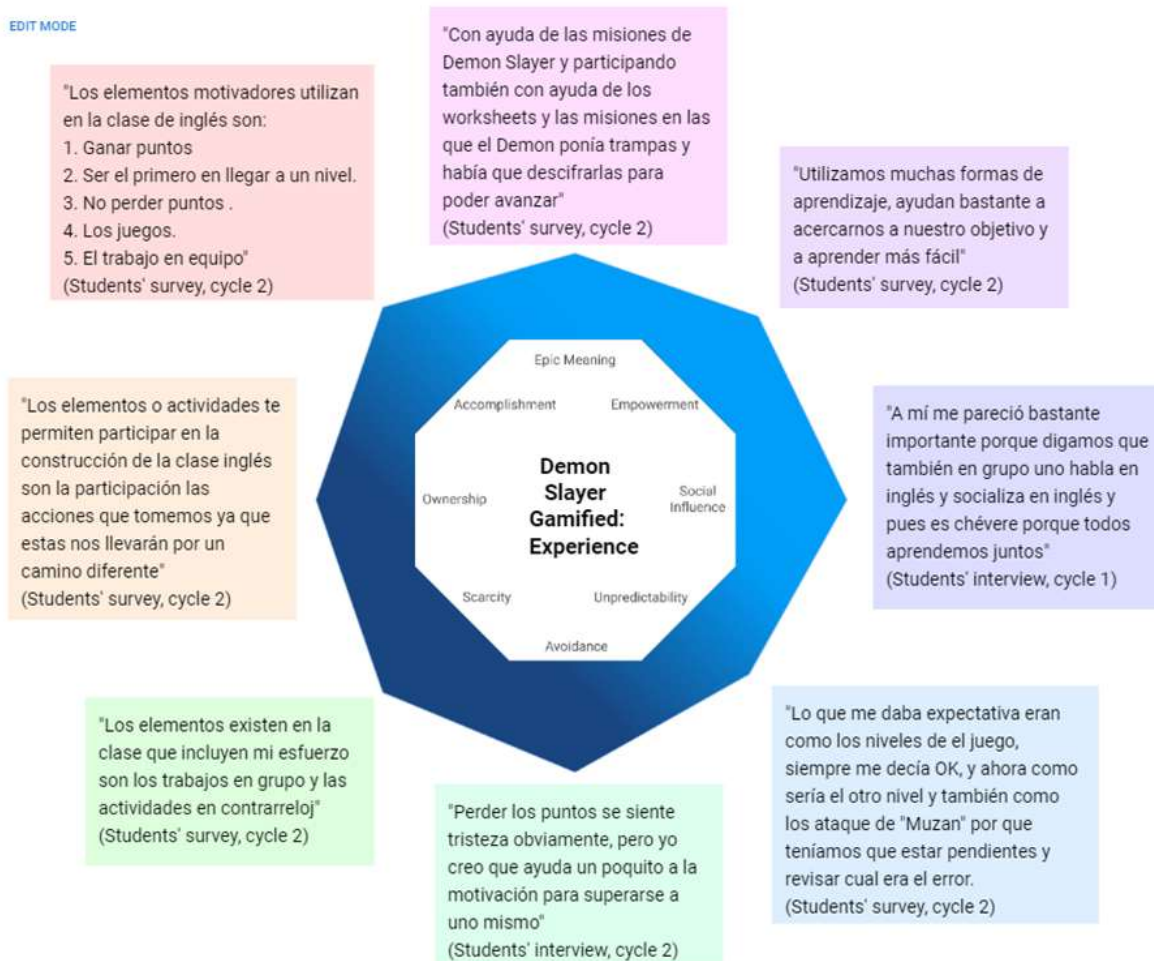 EDIT MODE
"Con ayuda de las misiones de
Demon Slayer y participando
también con ayuda de los
worksheets y las misiones en las
que el Demon ponía trampas y
había que descifrarlas para
poder avanzar"
(Students' survey, cycle 2)
"Los elementos motivadores utilizan
en la clase de inglés son:
1. Ganar puntos
2. Ser el primero en llegar a un nivel.
3. No perder puntos .
4. Los juegos.
5. El trabajo en equipo"
(Students' survey, cycle 2)
"Utilizamos muchas formas de
aprendizaje, ayudan bastante a
acercarnos a nuestro objetivo y
a aprender más fácil"
(Students' survey, cycle 2)
"Los elementos o actividades te
permiten participar en la
construcción de la clase inglés
son la participación las
acciones que tomemos ya que
estas nos llevarán por un
camino diferente"
(Students' survey, cycle 2)
Epic Meaning
Accomplishment
Empowerment
Ownership
Demon
Slayer
Gamified:
Experience
Social
Influence
Scarcity
Unpredictability
Avoidance
"A mí me pareció bastante
importante porque digamos que
también en grupo uno habla en
inglés y socializa en inglés y
pues es chévere porque todos
aprendemos juntos"
(Students' interview, cycle 1)
"Los elementos existen en la
clase que incluyen mi esfuerzo
son los trabajos en grupo y las
actividades en contrarreloj"
(Students' survey, cycle 2)
"Perder los puntos se siente
tristeza obviamente, pero yo
creo que ayuda un poquito a la
motivación para superarse a
uno mismo"
(Students' interview, cycle 2)
"Lo que me daba expectativa eran
como los niveles de el juego,
siempre me decía OK, y ahora como
sería el otro nivel y también como
los ataque de "Muzan" por que
teníamos que estar pendientes y
revisar cual era el error.
(Students' survey, cycle 2)